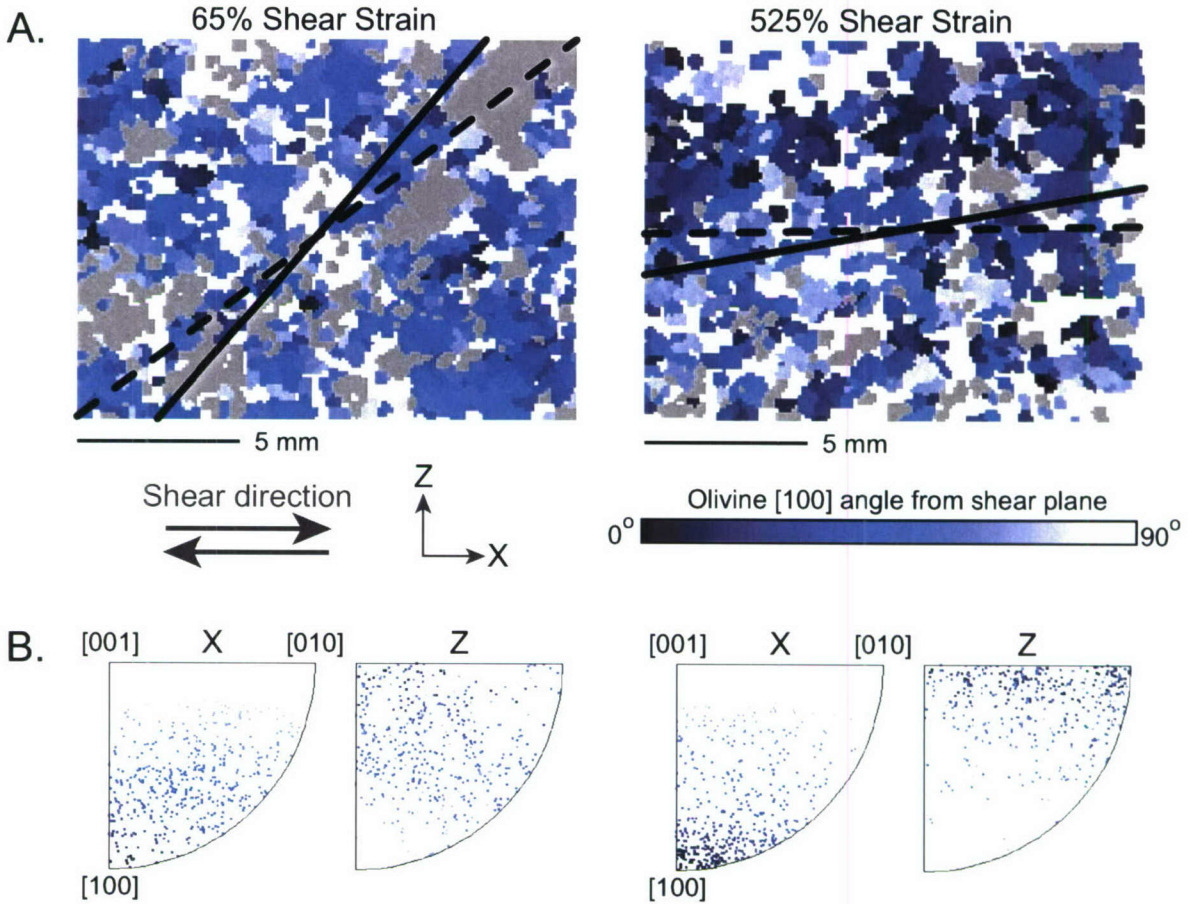 A.
65% Shear Strain
525% Shear Strain
5 mm
5 mm
Shear direction
Z
X
Olivine [100] angle from shear plane
0°
90°
B.
[001]
X
[010]
Z
[100]
[001]
X
[010]
Z
[100]